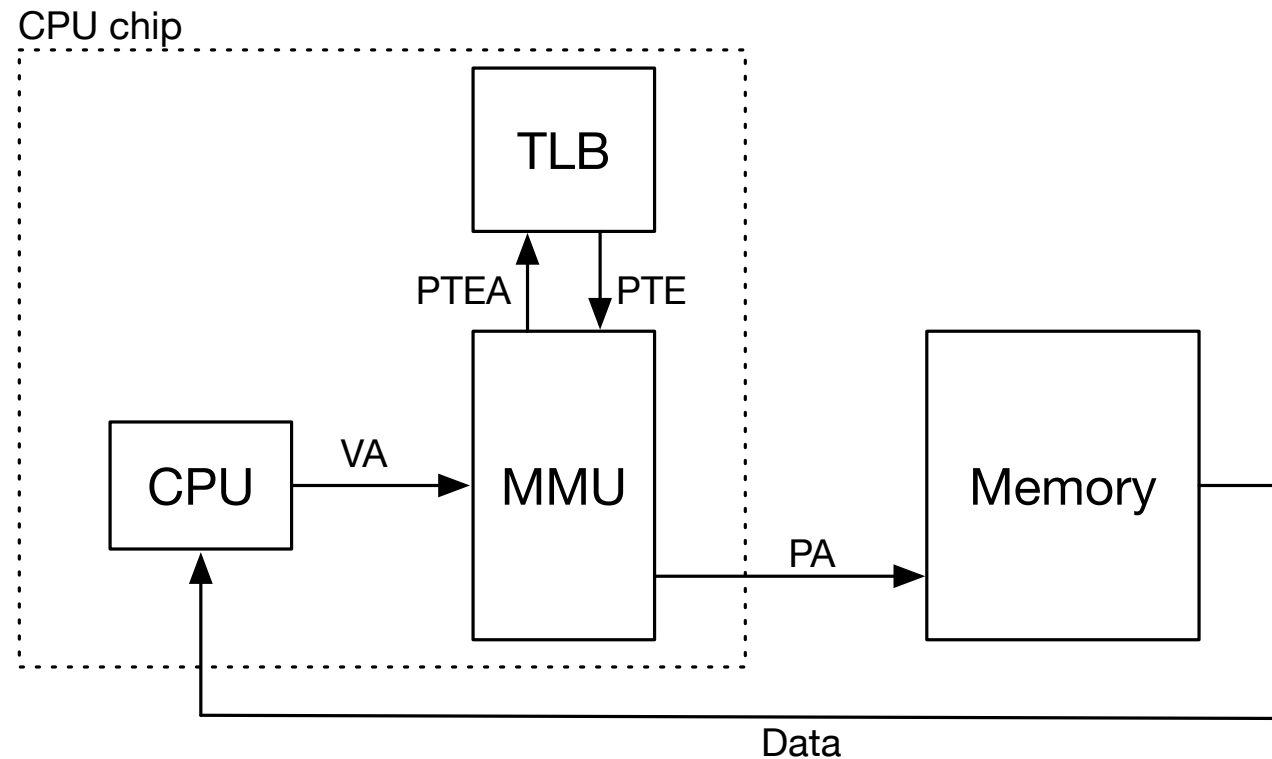 CPU chip
TLB
PTEA
PTE
CPU
VA
MMU
Memory
PA
Data